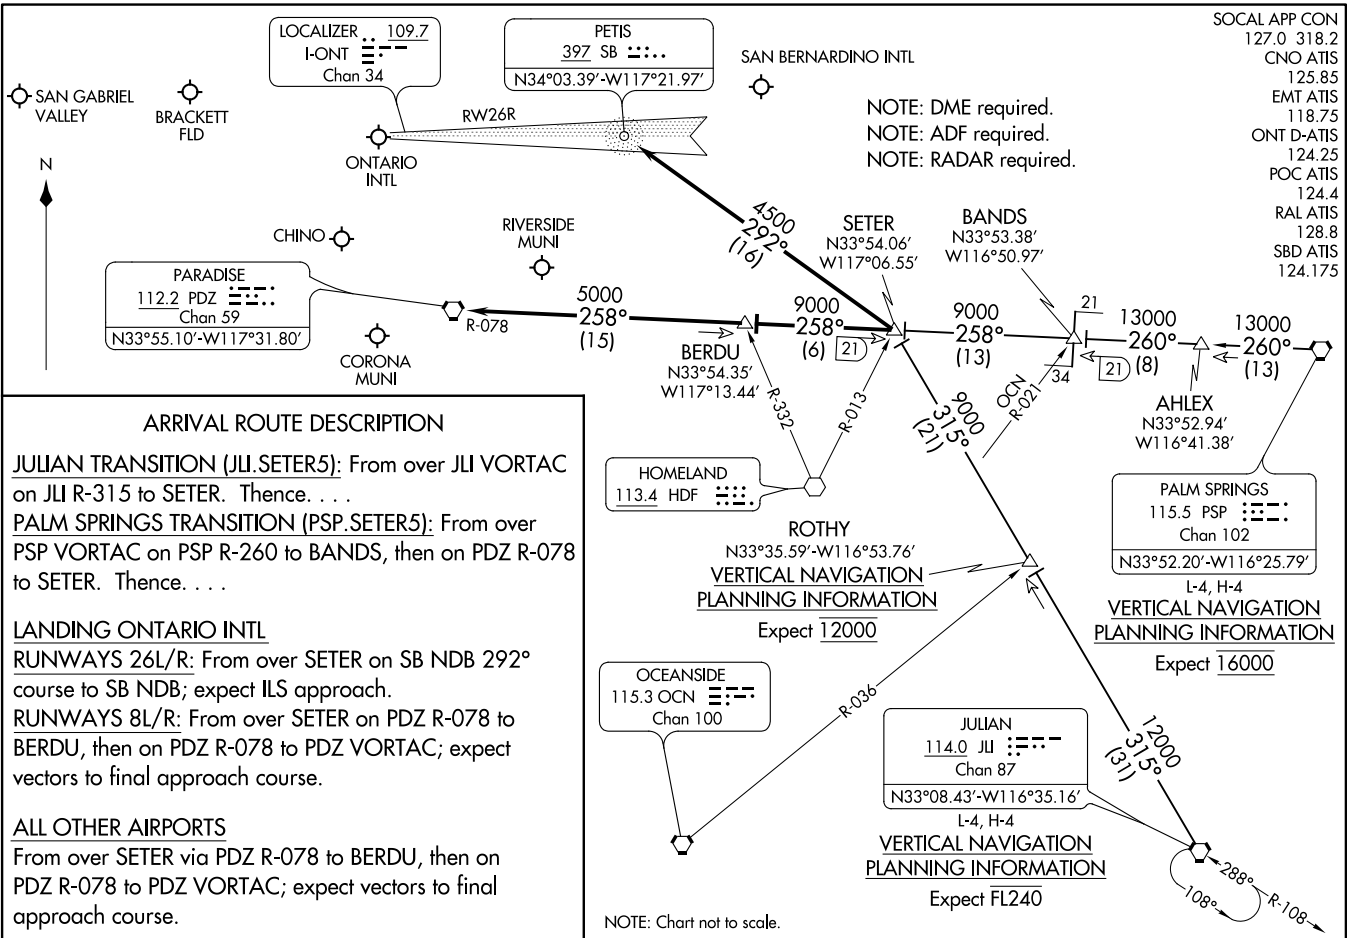 LOCALIZER 109.7
I-ONT
Chan 34
PETIS
397 SB
N34°03.39′-W117°21.97′
SAN BERNARDINO INTL
SOCAL APP CON
127.0 318.2
CNO ATIS
125.85
EMT ATIS
118.75
ONT D-ATIS
124.25
POC ATIS
124.4
RAL ATIS
128.8
SBD ATIS
124.175
SAN GABRIEL
VALLEY
BRACKETT
FLD
RW26R
ONTARIO
INTL
NOTE: DME required.
NOTE: ADF required.
NOTE: RADAR required.
N
CHINO
RIVERSIDE
MUNI
4500
292°
(16)
SETER
N33°54.06′
W117°06.55′
BANDS
N33°53.38′
W116°50.97′
PARADISE
112.2 PDZ
Chan 59
N33°55.10′-W117°31.80′
R-078
5000
258°
(15)
9000
258°
(6)
21
9000
258°
(13)
21
34
21
13000
260°
(8)
13000
260°
(13)
CORONA
MUNI
BERDU
N33°54.35′
W117°13.44′
R-332
R-013
9000
315°
(21)
OCN
R-021
AHLEX
N33°52.94′
W116°41.38′
HOMELAND
113.4 HDF
PALM SPRINGS
115.5 PSP
Chan 102
N33°52.20′-W116°25.79′
L-4, H-4
VERTICAL NAVIGATION
PLANNING INFORMATION
Expect 16000
ROTHY
N33°35.59′-W116°53.76′
VERTICAL NAVIGATION
PLANNING INFORMATION
Expect 12000
OCEANSIDE
115.3 OCN
Chan 100
R-036
JULIAN
114.0 JLI
Chan 87
N33°08.43′-W116°35.16′
L-4, H-4
VERTICAL NAVIGATION
PLANNING INFORMATION
Expect FL240
12000
315°
(31)
288°
108°
R-108
NOTE: Chart not to scale.
ARRIVAL ROUTE DESCRIPTION
JULIAN TRANSITION (JLI.SETER5): From over JLI VORTAC
on JLI R-315 to SETER. Thence. . . .
PALM SPRINGS TRANSITION (PSP.SETER5): From over
PSP VORTAC on PSP R-260 to BANDS, then on PDZ R-078
to SETER. Thence. . . .
LANDING ONTARIO INTL
RUNWAYS 26L/R: From over SETER on SB NDB 292°
course to SB NDB; expect ILS approach.
RUNWAYS 8L/R: From over SETER on PDZ R-078 to
BERDU, then on PDZ R-078 to PDZ VORTAC; expect
vectors to final approach course.
ALL OTHER AIRPORTS
From over SETER via PDZ R-078 to BERDU, then on
PDZ R-078 to PDZ VORTAC; expect vectors to final
approach course.